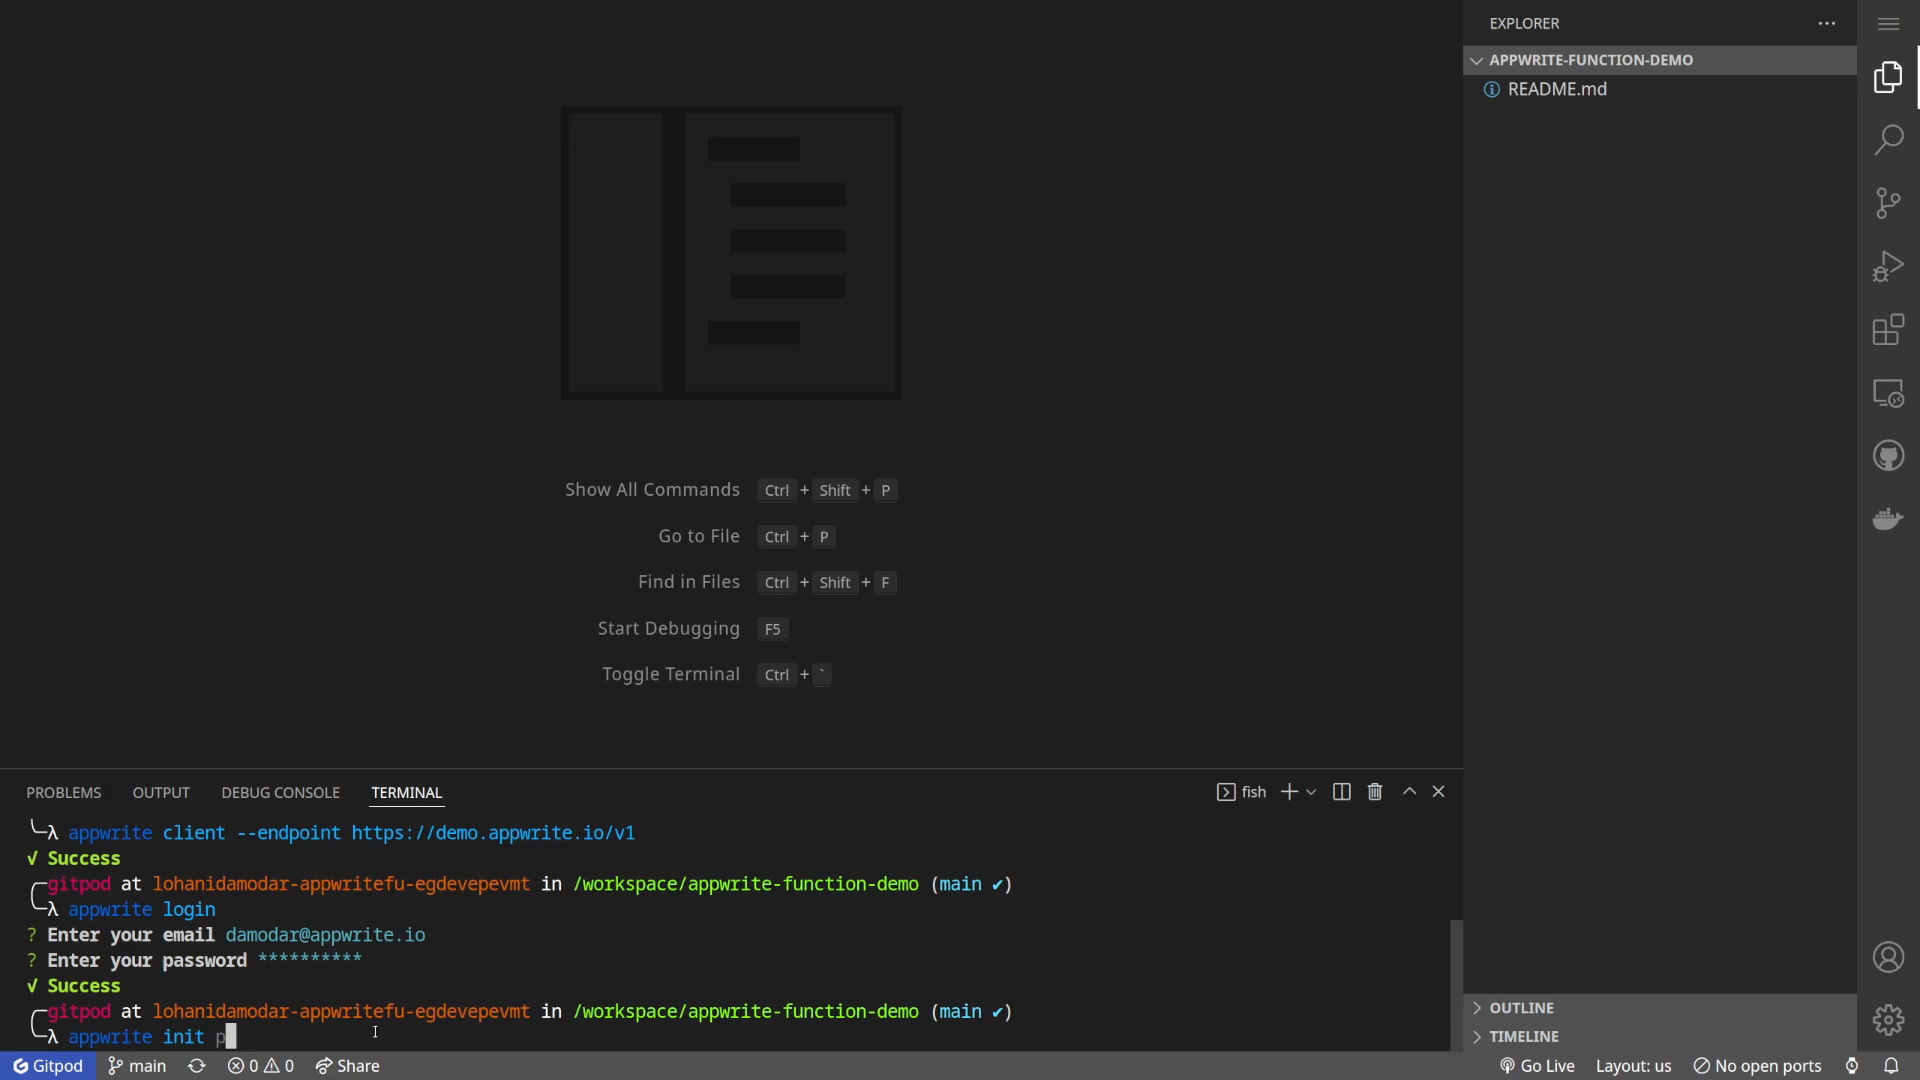 EXPLORER
APPWRITE-FUNCTION-DEMO
README.md
Show All Commands Ctrl + Shift + P
Go to File Ctrl + P
Find in Files Ctrl + Shift + F
Start Debugging F5
Toggle Terminal Ctrl + `
PROBLEMS OUTPUT DEBUG CONSOLE TERMINAL fish
╰─λ appwrite client --endpoint https://demo.appwrite.io/v1
✓ Success
╭─gitpod at lohanidamodar-appwritefu-egdevepevmt in /workspace/appwrite-function-demo (main ✔)
╰─λ appwrite login
? Enter your email damodar@appwrite.io
? Enter your password **********
✓ Success
╭─gitpod at lohanidamodar-appwritefu-egdevepevmt in /workspace/appwrite-function-demo (main ✔)
╰─λ appwrite init p
OUTLINE
TIMELINE
Gitpod main 0 0 Share Go Live Layout: us No open ports